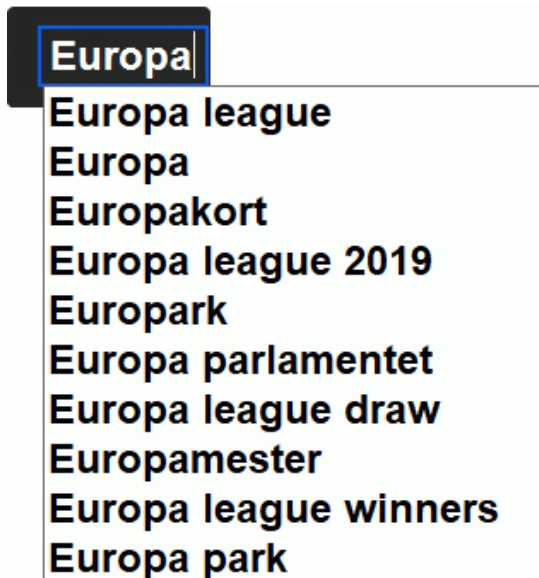 Europa
Europa league
Europa
Europakort
Europa league 2019
Europark
Europa parlamentet
Europa league draw
Europamester
Europa league winners
Europa park